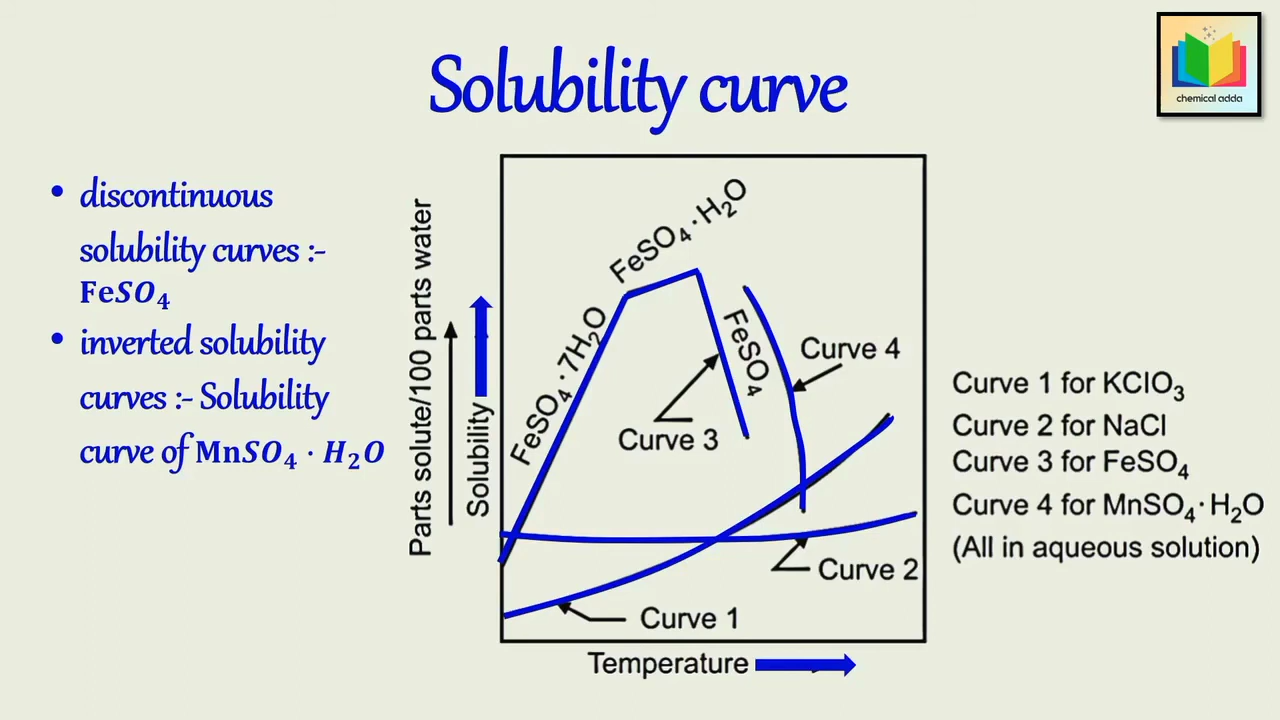 Solubility curve
chemical adda
• discontinuous
solubility curves :-
FeSO₄
• inverted solubility
curves :- Solubility
curve of MnSO₄ · H₂O
Parts solute/100 parts water
Solubility
FeSO₄·7H₂O
FeSO₄·H₂O
FeSO₄
Curve 4
Curve 3
Curve 2
Curve 1
Temperature
Curve 1 for KClO₃
Curve 2 for NaCl
Curve 3 for FeSO₄
Curve 4 for MnSO₄·H₂O
(All in aqueous solution)